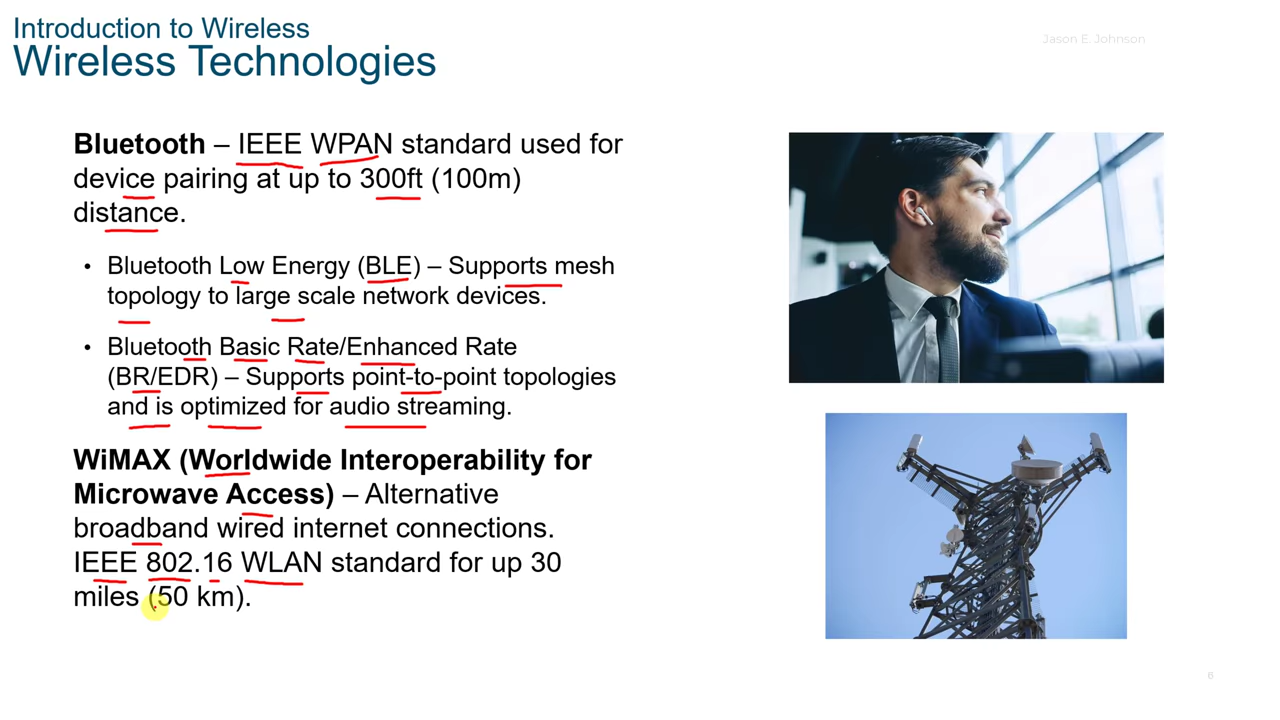 Introduction to Wireless
Wireless Technologies
Jason E. Johnson
Bluetooth – IEEE WPAN standard used for
device pairing at up to 300ft (100m)
distance.
• Bluetooth Low Energy (BLE) – Supports mesh
topology to large scale network devices.
• Bluetooth Basic Rate/Enhanced Rate
(BR/EDR) – Supports point-to-point topologies
and is optimized for audio streaming.
WiMAX (Worldwide Interoperability for
Microwave Access) – Alternative
broadband wired internet connections.
IEEE 802.16 WLAN standard for up 30
miles (50 km).
6